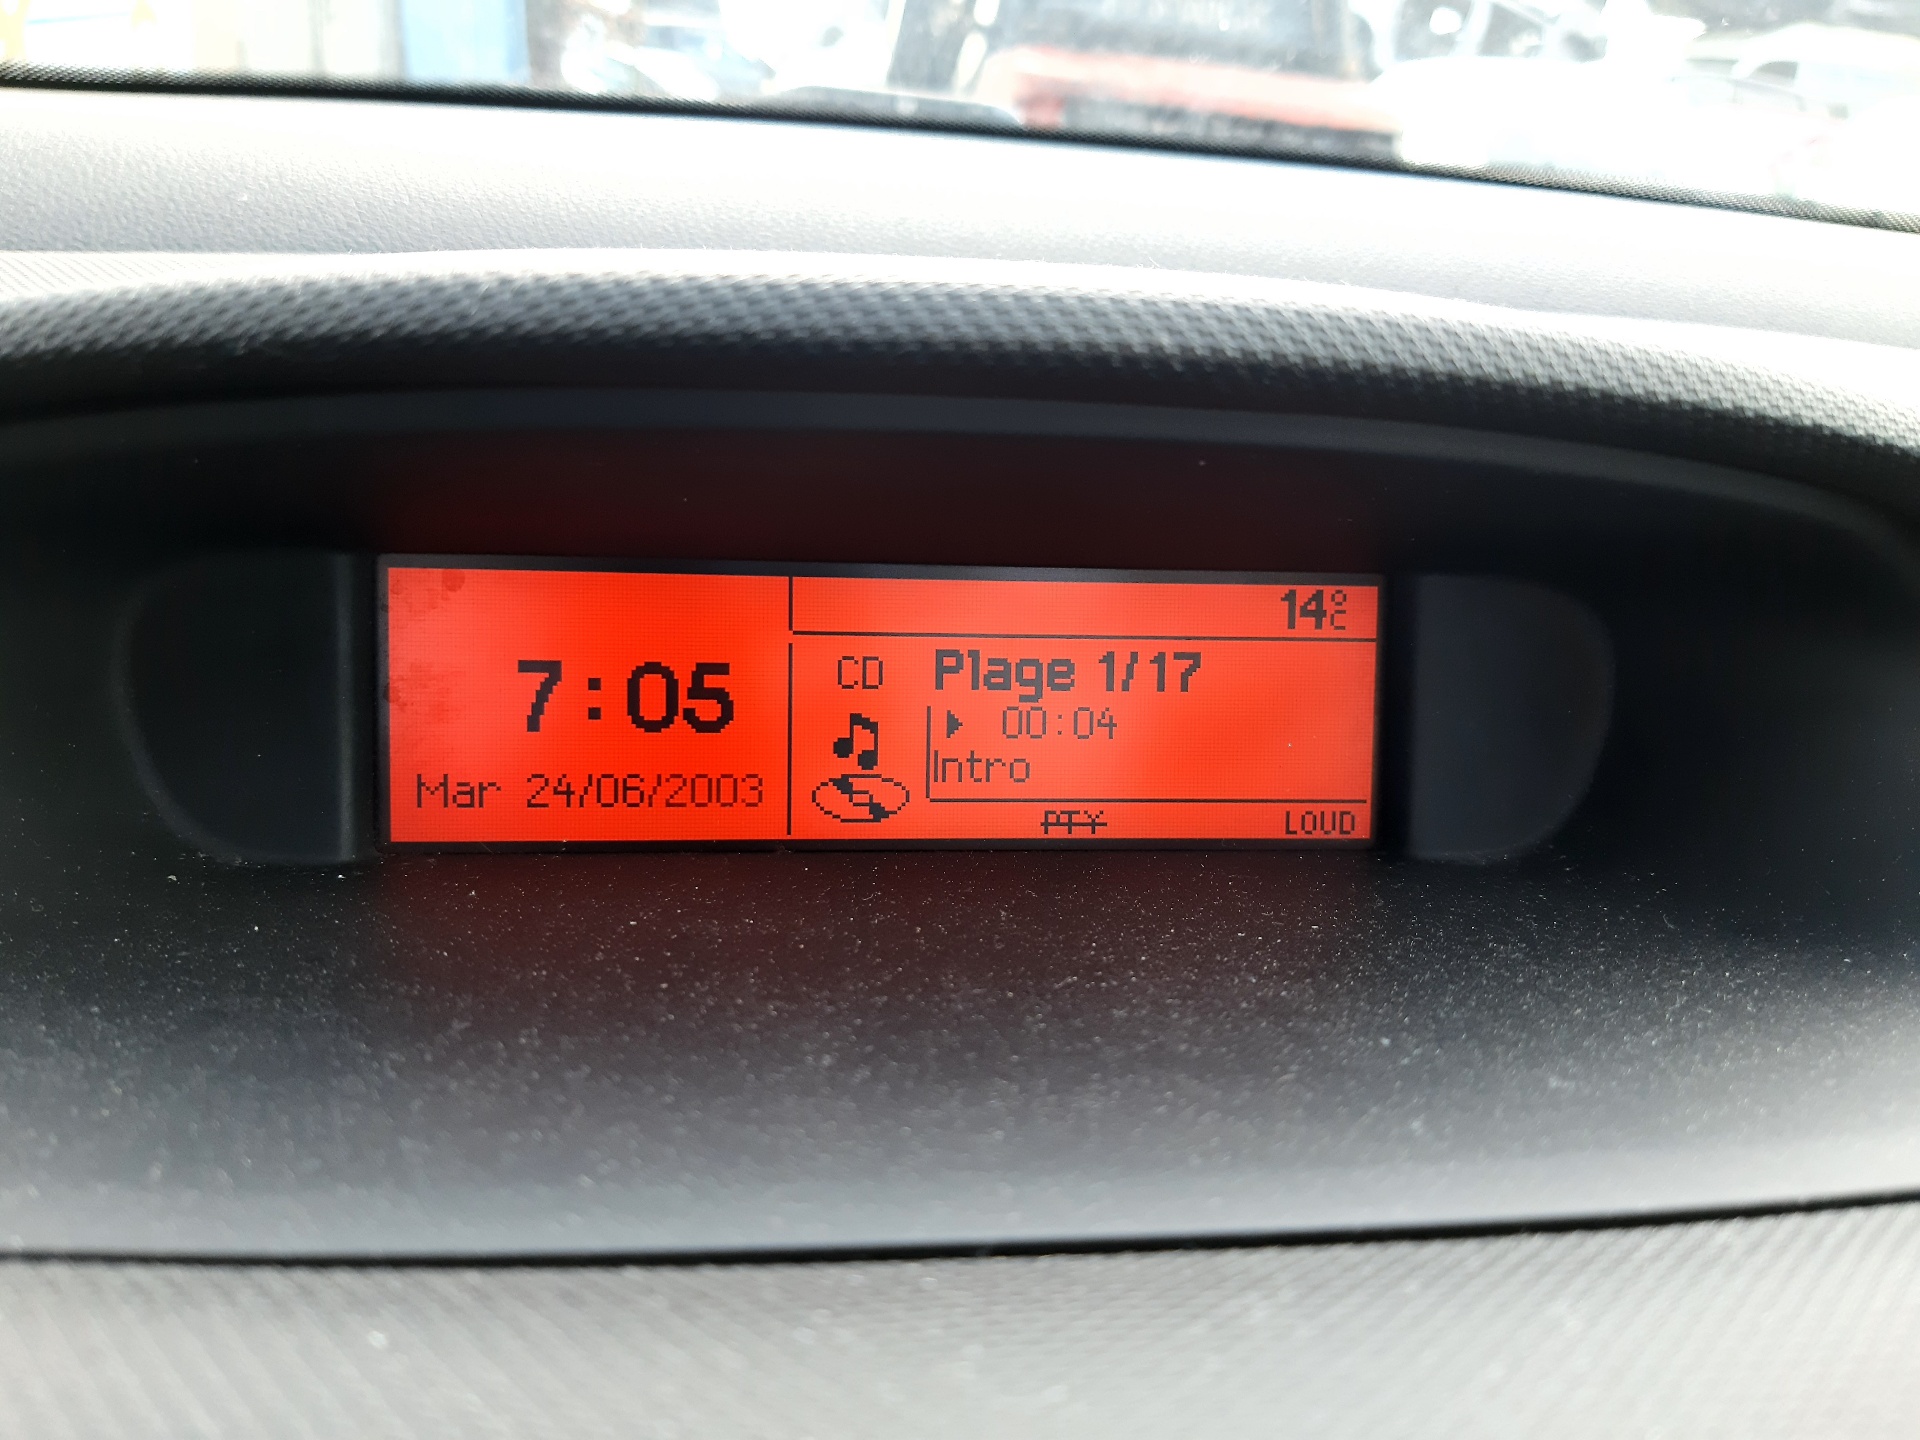 14°C
7:05
Mar 24/06/2003
CD
Plage 1/17
00:04
Intro
PTY
LOUD